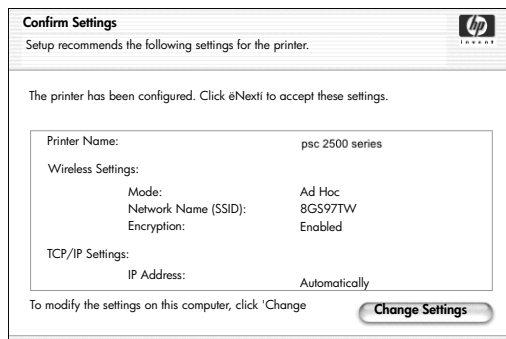 Confirm Settings
Setup recommends the following settings for the printer.
hp
invent
The printer has been configured. Click ëNextí to accept these settings.
Printer Name: psc 2500 series
Wireless Settings:
Mode: Ad Hoc
Network Name (SSID): 8GS97TW
Encryption: Enabled
TCP/IP Settings:
IP Address: Automatically
To modify the settings on this computer, click 'Change
Change Settings